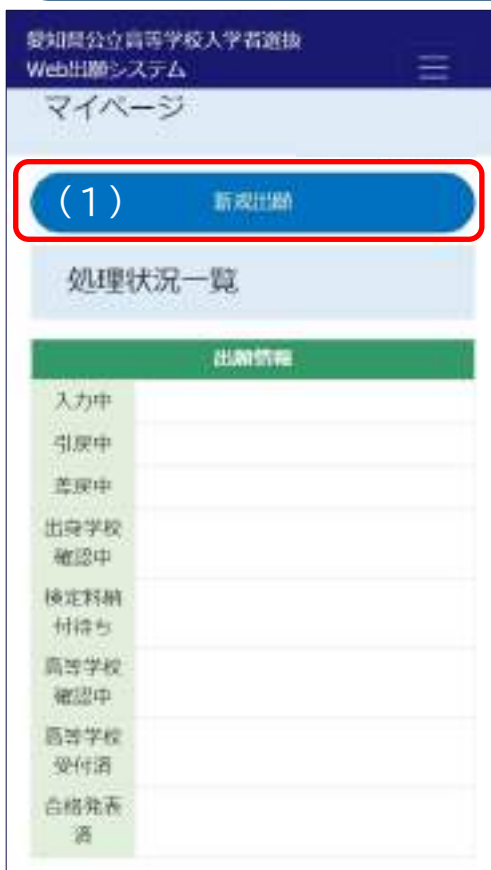 愛知県公立高等学校入学者選抜
Web出願システム
マイページ
(1) 新規出願
処理状況一覧
出願情報
入力中
引戻中
差戻中
出身学校
確認中
検定料納
付待ち
高等学校
確認中
高等学校
受付済
合格発表
済